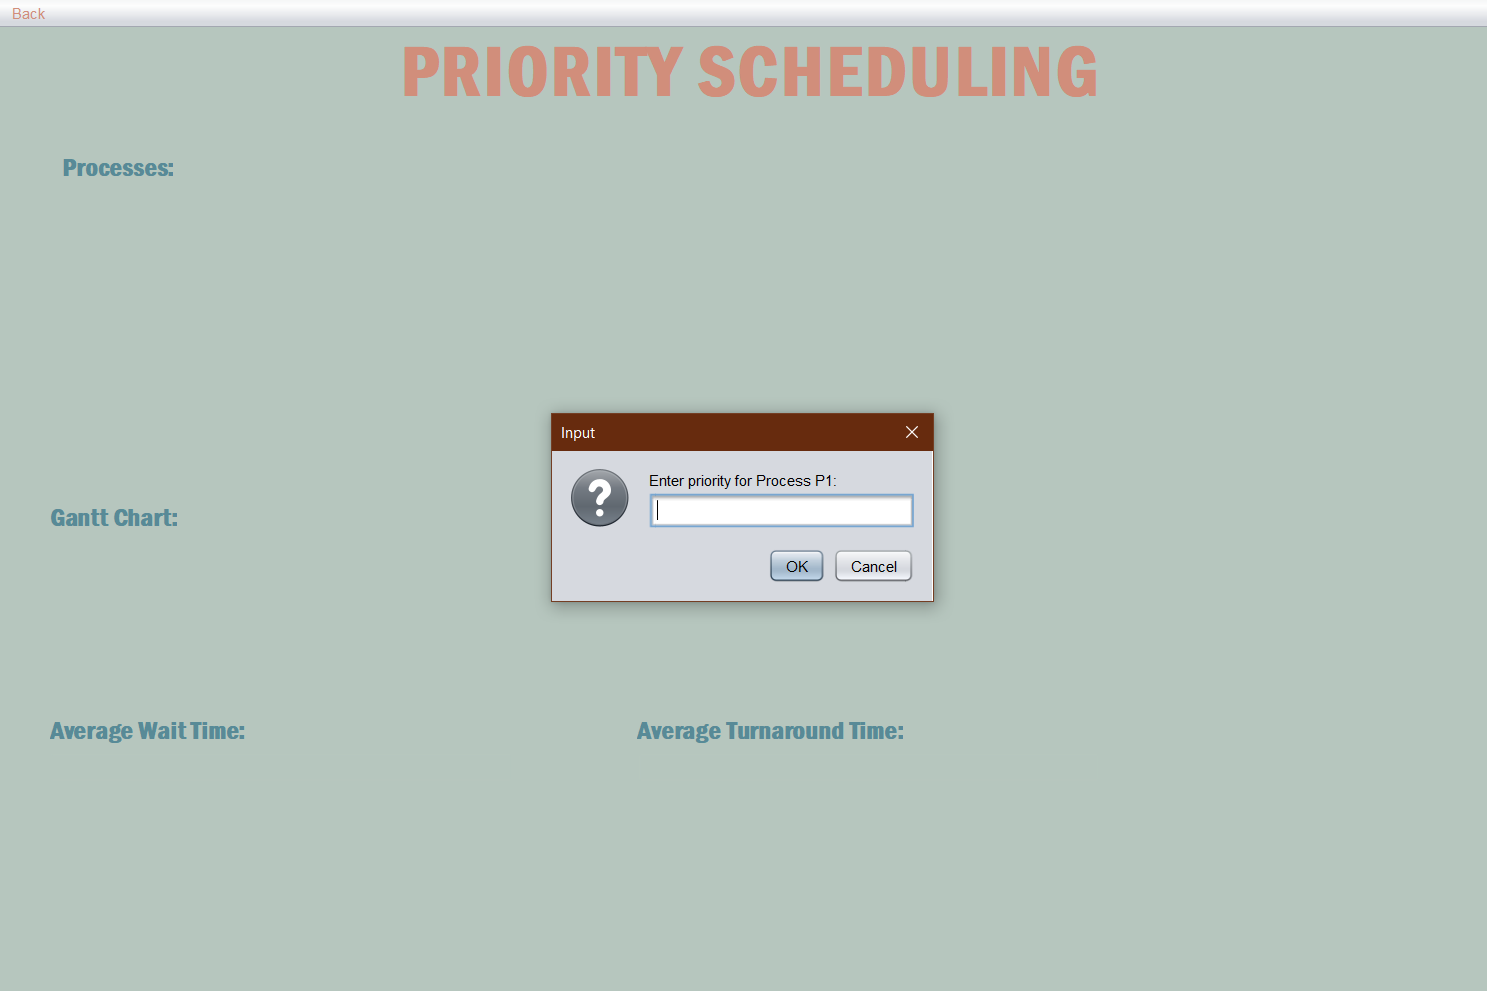 Back
PRIORITY SCHEDULING
Processes:
Input
Enter priority for Process P1:
OK Cancel
Gantt Chart:
Average Wait Time: Average Turnaround Time: